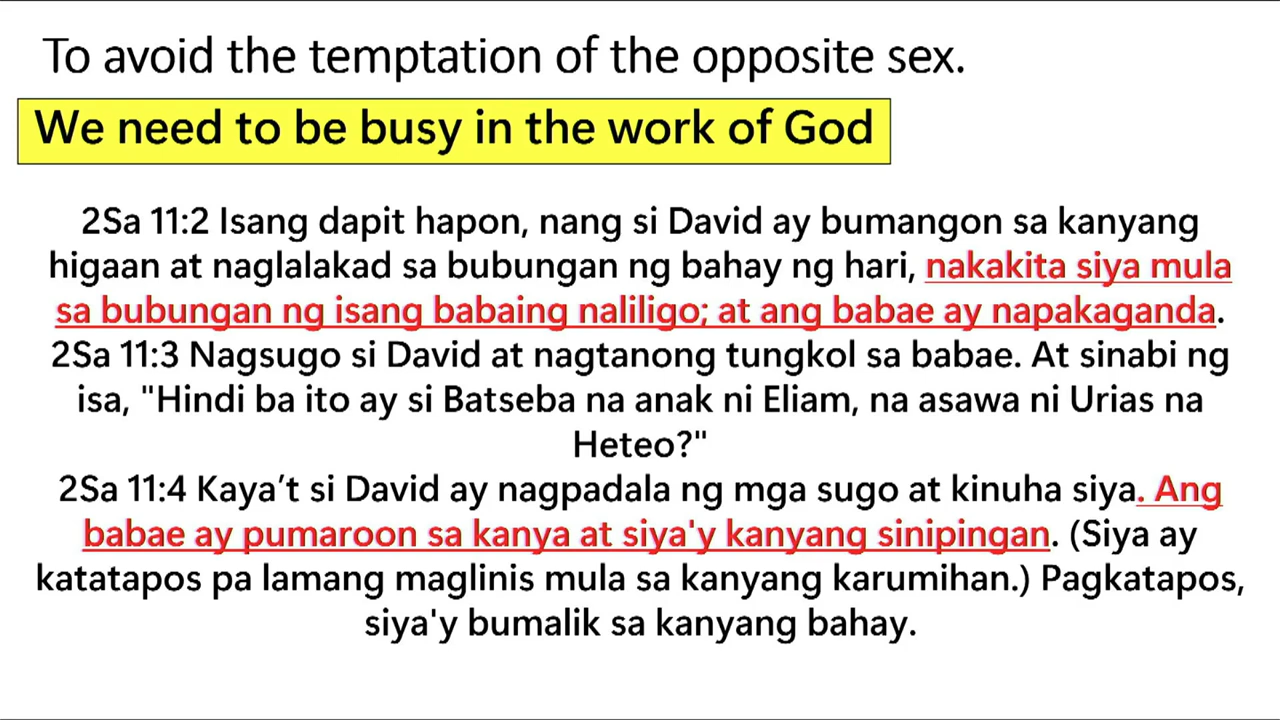 To avoid the temptation of the opposite sex.
We need to be busy in the work of God
2Sa 11:2 Isang dapit hapon, nang si David ay bumangon sa kanyang
higaan at naglalakad sa bubungan ng bahay ng hari, nakakita siya mula
sa bubungan ng isang babaing naliligo; at ang babae ay napakaganda.
2Sa 11:3 Nagsugo si David at nagtanong tungkol sa babae. At sinabi ng
isa, "Hindi ba ito ay si Batseba na anak ni Eliam, na asawa ni Urias na
Heteo?"
2Sa 11:4 Kaya’t si David ay nagpadala ng mga sugo at kinuha siya. Ang
babae ay pumaroon sa kanya at siya'y kanyang sinipingan. (Siya ay
katatapos pa lamang maglinis mula sa kanyang karumihan.) Pagkatapos,
siya'y bumalik sa kanyang bahay.